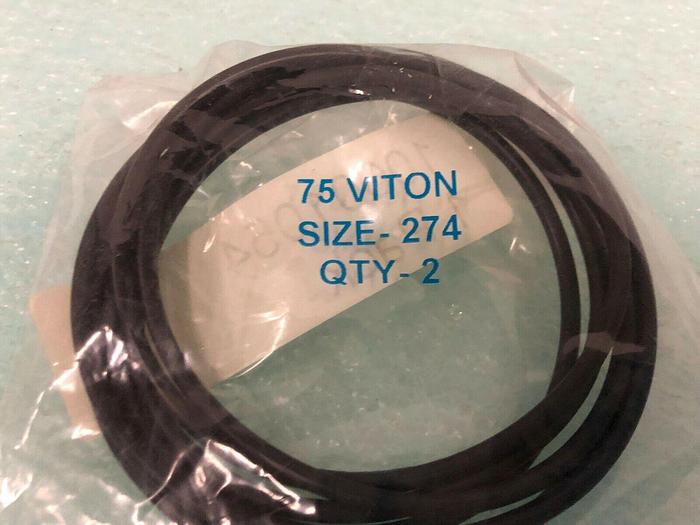 75 VITON
SIZE- 274
QTY- 2